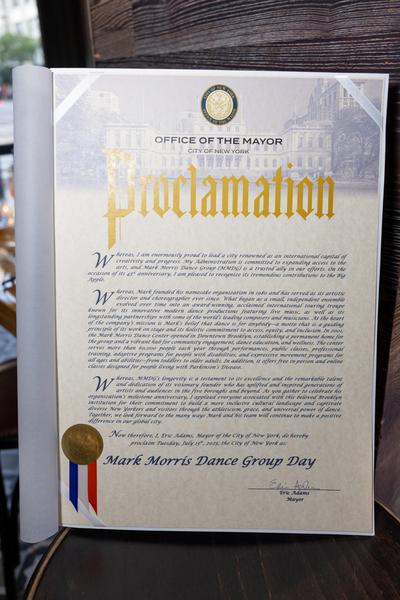 OFFICE OF THE MAYOR
CITY OF NEW YORK
Proclamation
Whereas, I am enormously proud to lead a city renowned as an international capital of
creativity and progress. My Administration is committed to expanding access to the
arts, and Mark Morris Dance Group (MMDG) is a trusted ally in our efforts. On the
occasion of its 45th anniversary, I am pleased to recognize its tremendous contributions to the Big
Apple.
Whereas, Mark founded his namesake organization in 1980 and has served as its artistic
director and choreographer ever since. What began as a small, independent ensemble
evolved over time into an award-winning, acclaimed international touring troupe
known for its innovative modern dance productions featuring live music, as well as its
longstanding partnerships with some of the world's leading composers and musicians. At the heart
of the company's mission is Mark's belief that dance is for everybody—a motto that is a guiding
principle of its work on stage and its holistic commitment to access, equity, and inclusion. In 2001,
the Mark Morris Dance Center opened in Downtown Brooklyn, establishing a permanent home for
the group and a vibrant hub for community engagement, dance education, and wellness. The center
serves more than 60,000 people each year through performances, public classes, professional
training, adaptive programs for people with disabilities, and expressive movement programs for
all ages and abilities—from toddlers to older adults. In addition, it offers free in-person and online
classes designed for people living with Parkinson's Disease.
Whereas, MMDG's longevity is a testament to its excellence and the remarkable talent
and dedication of its visionary founder who has uplifted and inspired generations of
artists and audiences in the five boroughs and beyond. As you gather to celebrate its
organization's milestone anniversary, I applaud everyone associated with this beloved Brooklyn
institution for their commitment to build a more inclusive cultural landscape and captivate
diverse New Yorkers and visitors through the athleticism, grace, and universal power of dance.
Together, we look forward to the many ways Mark and his team will continue to make a positive
difference in our global city.
Now therefore, I, Eric Adams, Mayor of the City of New York, do hereby
proclaim Tuesday, July 15th, 2025, in the City of New York as:
Mark Morris Dance Group Day
Eric Adams
Mayor